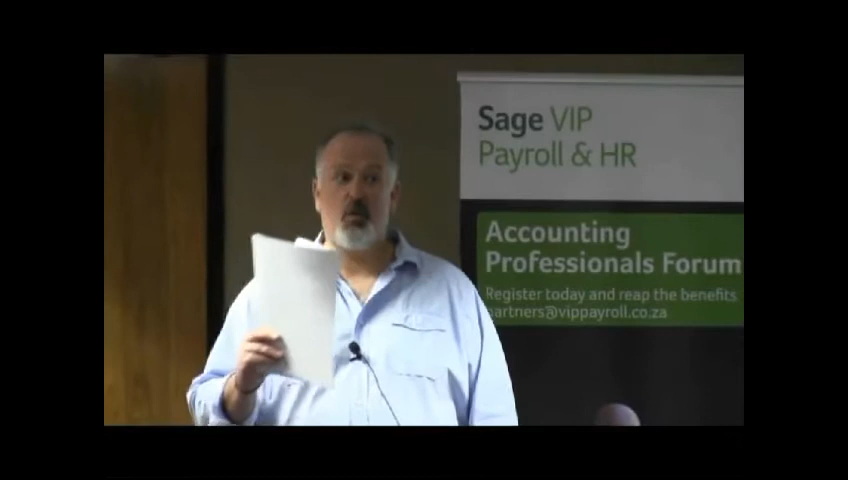 Sage VIP
Payroll & HR
Accounting
Professionals Forum
Register today and reap the benefits
partners@vippayroll.co.za